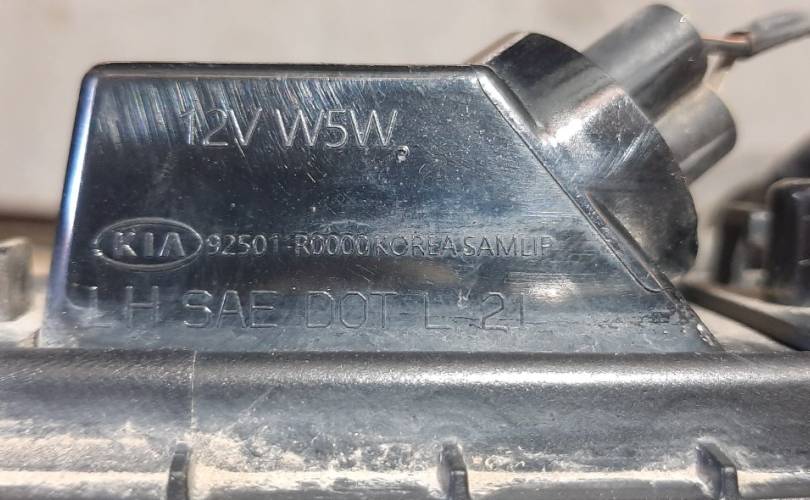 12V W5W
KIA 92501-R0000 KOREA SAMLIP
LH SAE DOT L 21